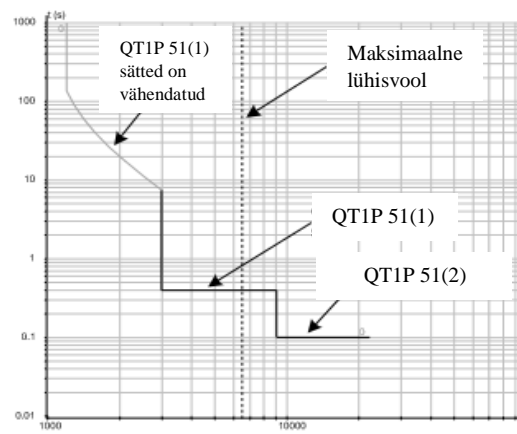 1000 t (s)
QT1P 51(1)
sätted on
vähendatud
Maksimaalne
lühisvool
100
10
QT1P 51(1)
1
QT1P 51(2)
0.1
0.01
1000
10000